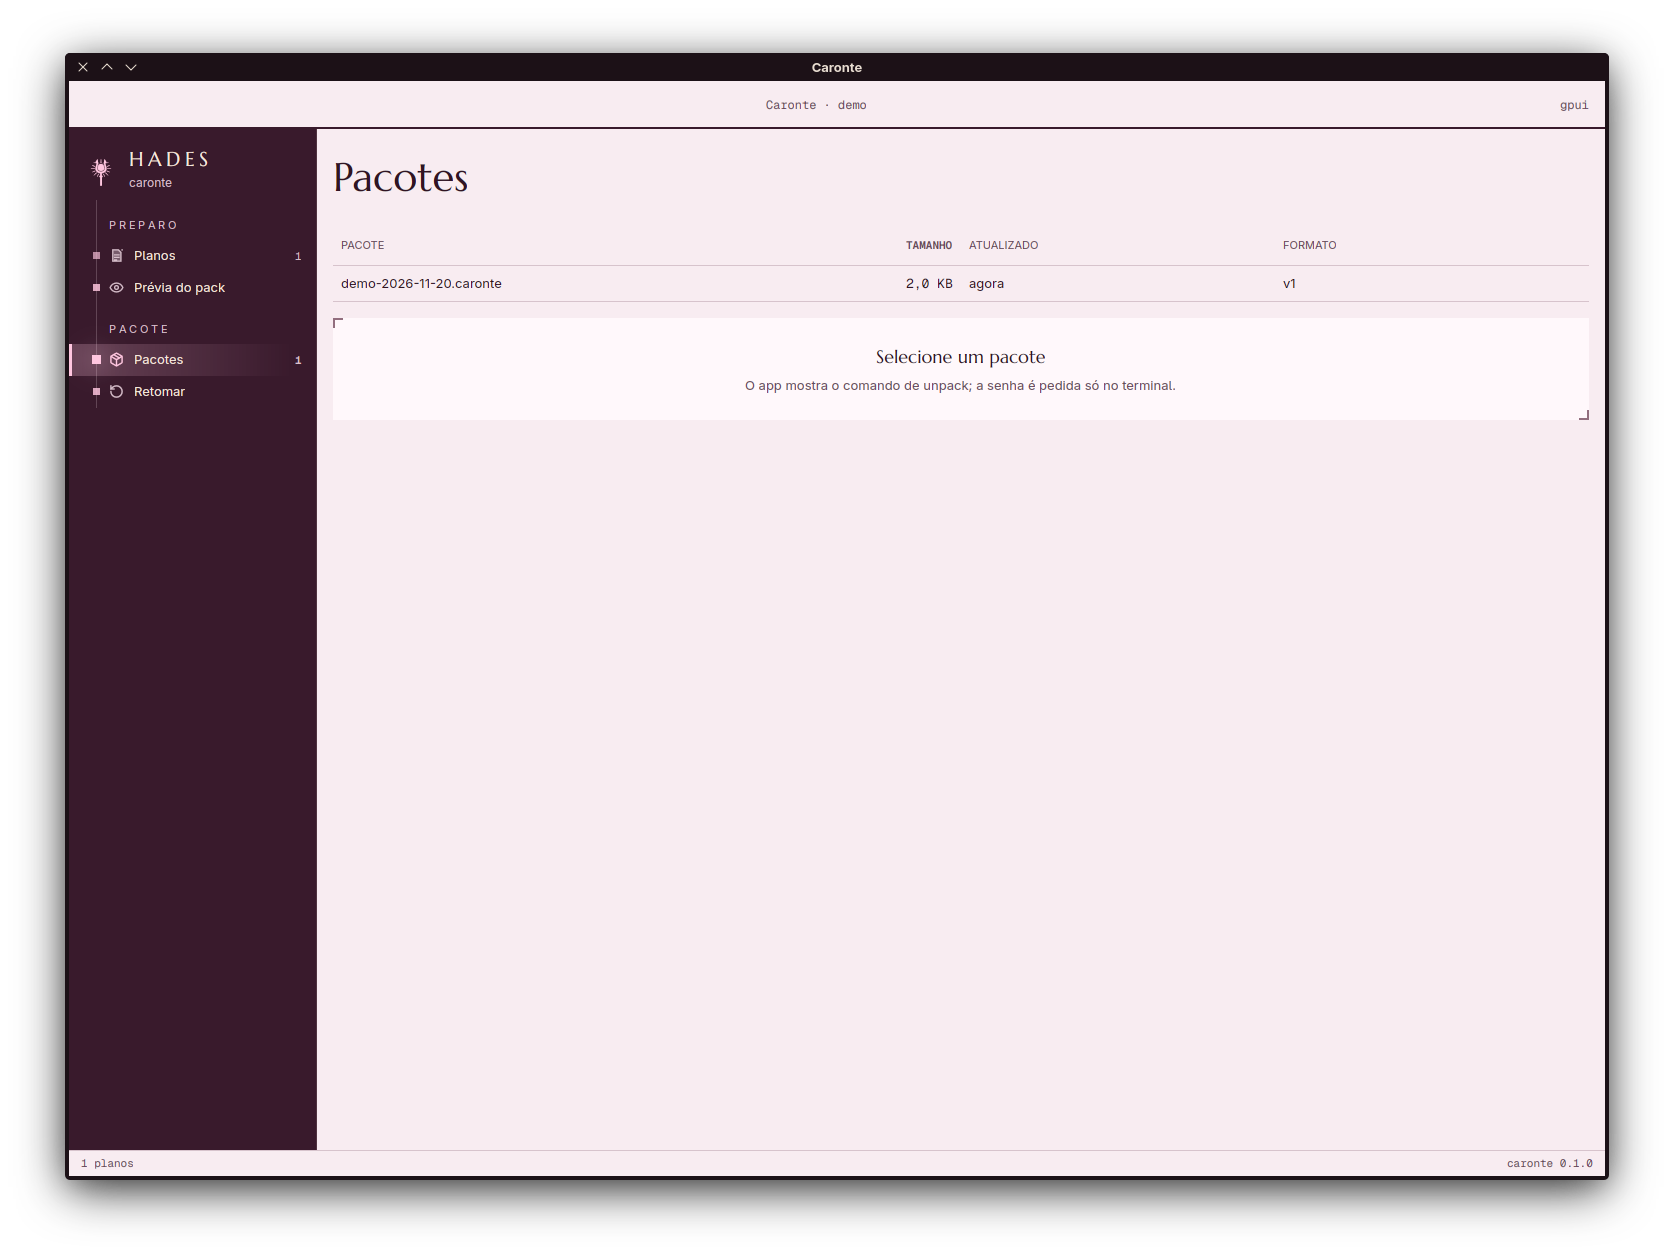 Caronte
Caronte · demo
gpui
HADES
caronte
PREPARO
Planos 1
Prévia do pack
PACOTE
Pacotes 1
Retomar
Pacotes
PACOTE TAMANHO ATUALIZADO FORMATO
demo-2026-11-20.caronte 2,0 KB agora v1
Selecione um pacote
O app mostra o comando de unpack; a senha é pedida só no terminal.
1 planos
caronte 0.1.0